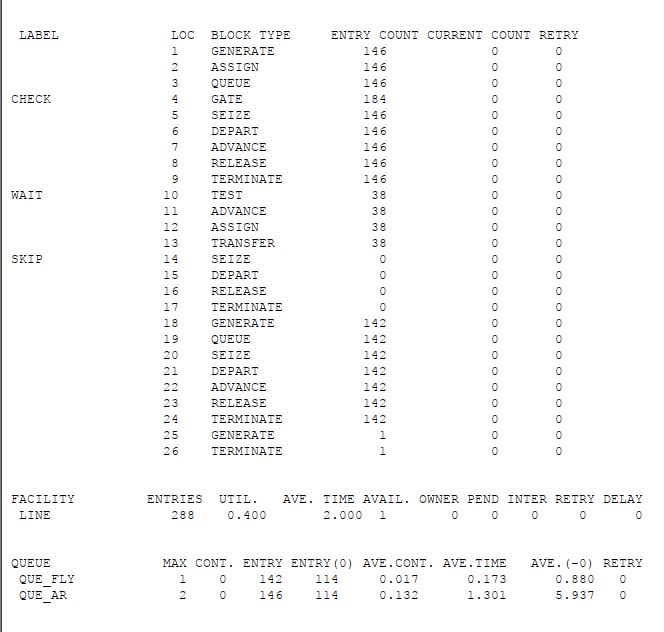 LABEL LOC BLOCK TYPE ENTRY COUNT CURRENT COUNT RETRY
1 GENERATE 146 0 0
2 ASSIGN 146 0 0
3 QUEUE 146 0 0
CHECK 4 GATE 184 0 0
5 SEIZE 146 0 0
6 DEPART 146 0 0
7 ADVANCE 146 0 0
8 RELEASE 146 0 0
9 TERMINATE 146 0 0
WAIT 10 TEST 38 0 0
11 ADVANCE 38 0 0
12 ASSIGN 38 0 0
13 TRANSFER 38 0 0
SKIP 14 SEIZE 0 0 0
15 DEPART 0 0 0
16 RELEASE 0 0 0
17 TERMINATE 0 0 0
18 GENERATE 142 0 0
19 QUEUE 142 0 0
20 SEIZE 142 0 0
21 DEPART 142 0 0
22 ADVANCE 142 0 0
23 RELEASE 142 0 0
24 TERMINATE 142 0 0
25 GENERATE 1 0 0
26 TERMINATE 1 0 0
FACILITY ENTRIES UTIL. AVE. TIME AVAIL. OWNER PEND INTER RETRY DELAY
LINE 288 0.400 2.000 1 0 0 0 0 0
QUEUE MAX CONT. ENTRY ENTRY(0) AVE.CONT. AVE.TIME AVE.(-0) RETRY
QUE_FLY 1 0 142 114 0.017 0.173 0.880 0
QUE_AR 2 0 146 114 0.132 1.301 5.937 0